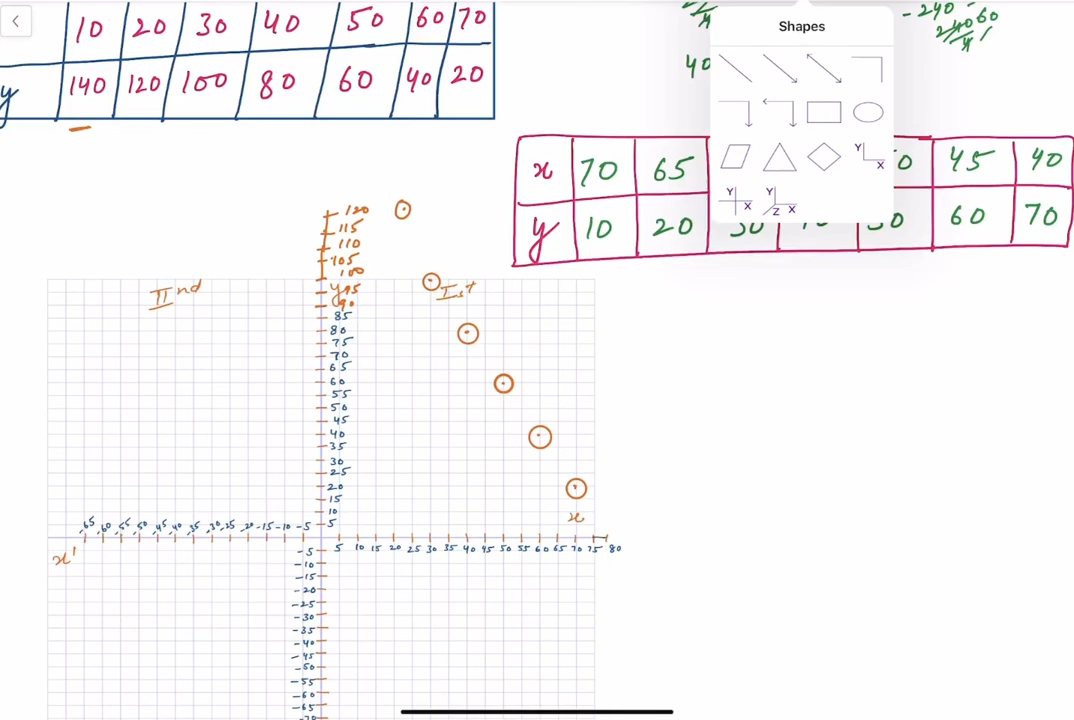 10 20 30 40 50 60 70
y 140 120 100 80 60 40 20
-240
24060
40
Shapes
Y X
Y X
Y Z X
x 70 65 45 40
y 10 20 30 50 60 70
120
115
110
105
100
y 95
90
IInd
Ist
85
80
75
70
65
60
55
50
45
40
35
30
25
20
15
10
5
x
-65 -60 -55 -50 -45 -40 -35 -30 -25 -20 -15 -10 -5
x'
5 10 15 20 25 30 35 40 45 50 55 60 65 70 75 80
-5
-10
-15
-20
-25
-30
-35
-40
-45
-50
-55
-60
-65
-70